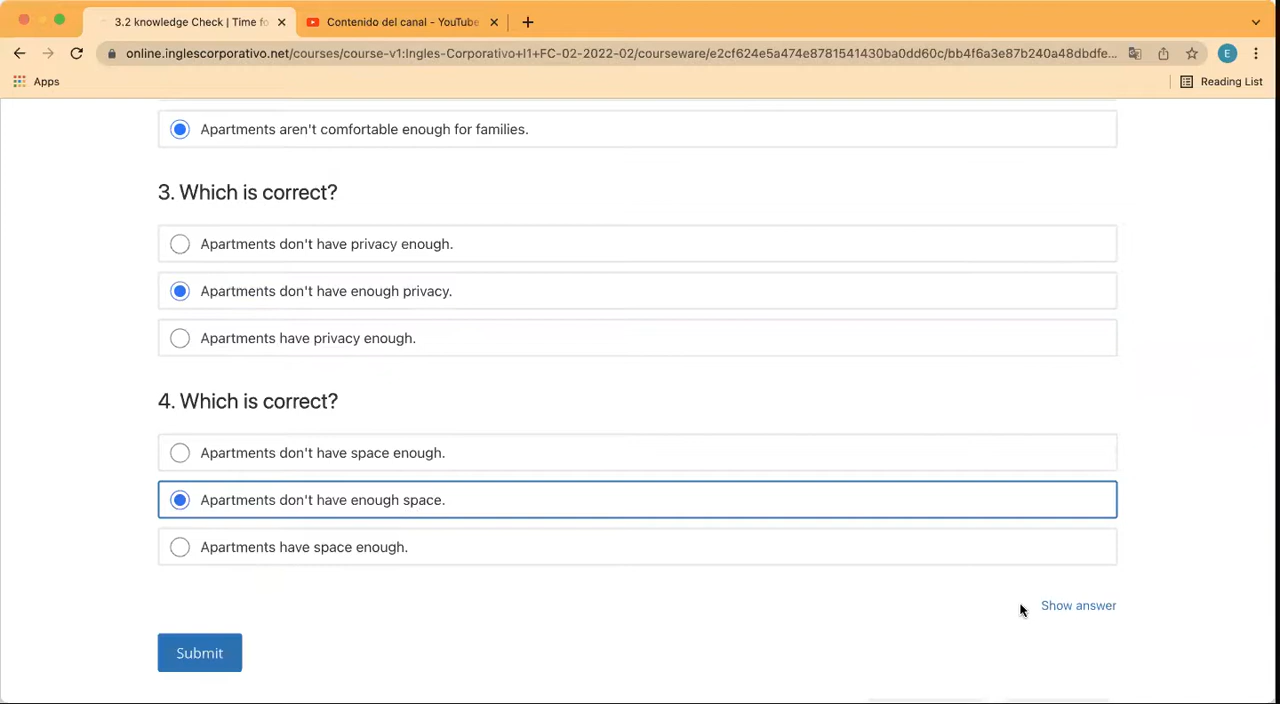 3.2 knowledge Check | Time fo
Contenido del canal - YouTube
online.inglescorporativo.net/courses/course-v1:Ingles-Corporativo+I1+FC-02-2022-02/courseware/e2cf624e5a474e8781541430ba0dd60c/bb4f6a3e87b240a48dbdfe...
E
Apps
Reading List
Apartments aren't comfortable enough for families.
3. Which is correct?
Apartments don't have privacy enough.
Apartments don't have enough privacy.
Apartments have privacy enough.
4. Which is correct?
Apartments don't have space enough.
Apartments don't have enough space.
Apartments have space enough.
Show answer
Submit